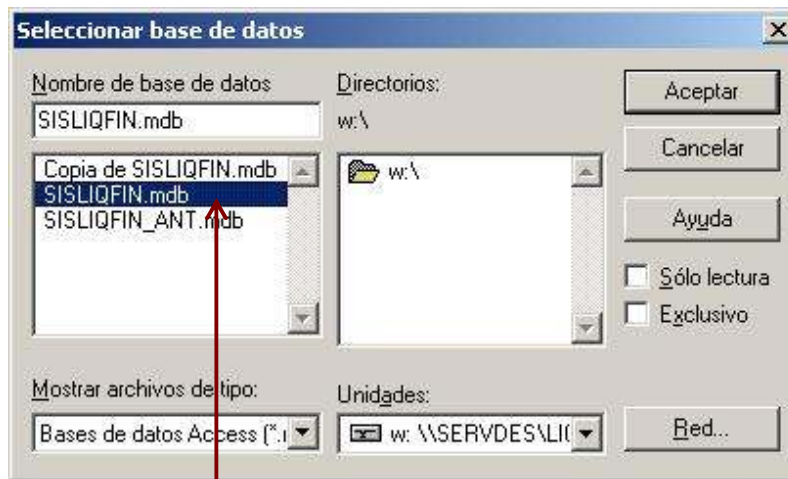 Seleccionar base de datos
Nombre de base de datos
SISLIQFIN.mdb
Copia de SISLIQFIN.mdb
SISLIQFIN.mdb
SISLIQFIN_ANT.mdb
Mostrar archivos de tipo:
Bases de datos Access (*.
Directorios:
w:\
w:\
Unidades:
w: \\SERVDES\LI
Aceptar
Cancelar
Ayuda
Sólo lectura
Exclusivo
Red...